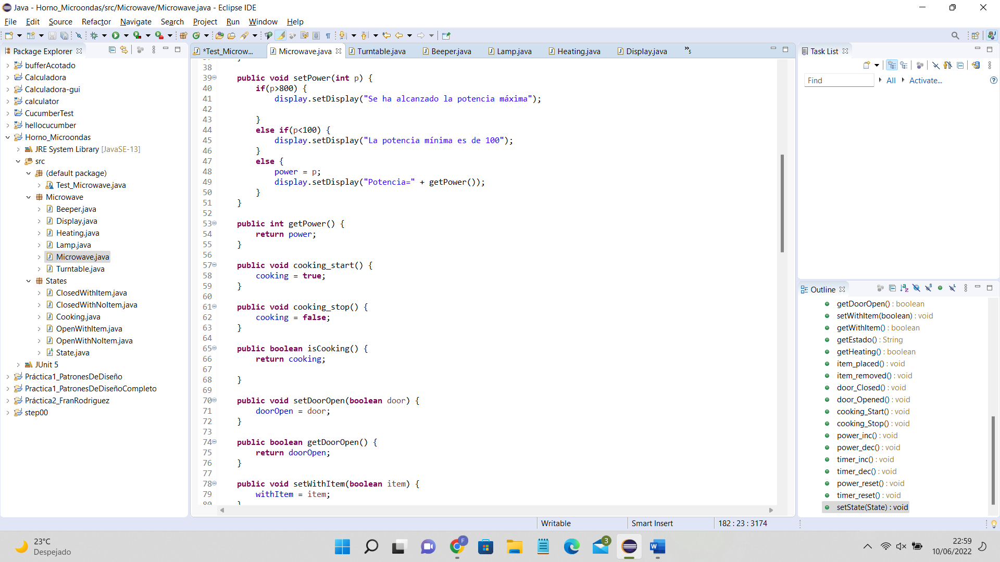 Java - Horno_Microondas/src/Microwave/Microwave.java - Eclipse IDE
File Edit Source Refactor Navigate Search Project Run Window Help
Package Explorer
bufferAcotado
Calculadora
Calculadora-gui
calculator
CucumberTest
hellocucumber
Horno_Microondas
JRE System Library [JavaSE-13]
src
(default package)
Test_Microwave.java
Microwave
Beeper.java
Display.java
Heating.java
Lamp.java
Microwave.java
Turntable.java
States
ClosedWithItem.java
ClosedWithNoItem.java
Cooking.java
OpenWithItem.java
OpenWithNoItem.java
State.java
JUnit 5
Práctica1_PatronesDeDiseño
Practica1_PatronesDeDiseñoCompleto
Práctica2_FranRodriguez
step00
*Test_Microw... Microwave.java Turntable.java Beeper.java Lamp.java Heating.java Display.java »5
38
39 public void setPower(int p) {
40 if(p>800) {
41 display.setDisplay("Se ha alcanzado la potencia máxima");
42
43 }
44 else if(p<100) {
45 display.setDisplay("La potencia mínima es de 100");
46 }
47 else {
48 power = p;
49 display.setDisplay("Potencia=" + getPower());
50 }
51 }
52
53 public int getPower() {
54 return power;
55 }
56
57 public void cooking_start() {
58 cooking = true;
59 }
60
61 public void cooking_stop() {
62 cooking = false;
63 }
64
65 public boolean isCooking() {
66 return cooking;
67
68 }
69
70 public void setDoorOpen(boolean door) {
71 doorOpen = door;
72 }
73
74 public boolean getDoorOpen() {
75 return doorOpen;
76 }
77
78 public void setWithItem(boolean item) {
79 withItem = item;
80 }
Task List
Find All Activate...
Outline
getDoorOpen() : boolean
setWithItem(boolean) : void
getWithItem() : boolean
getEstado() : String
getHeating() : boolean
item_placed() : void
item_removed() : void
door_Closed() : void
door_Opened() : void
cooking_Start() : void
cooking_Stop() : void
power_inc() : void
power_dec() : void
timer_inc() : void
timer_dec() : void
power_reset() : void
timer_reset() : void
setState(State) : void
Writable Smart Insert 182 : 23 : 3174
23°C
Despejado
F
3
22:59
10/06/2022